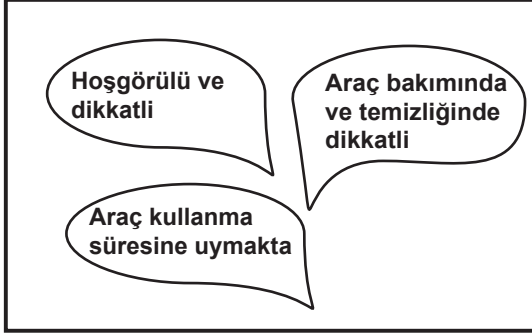 Hoşgörülü ve
dikkatli
Araç bakımında
ve temizliğinde
dikkatli
Araç kullanma
süresine uymakta